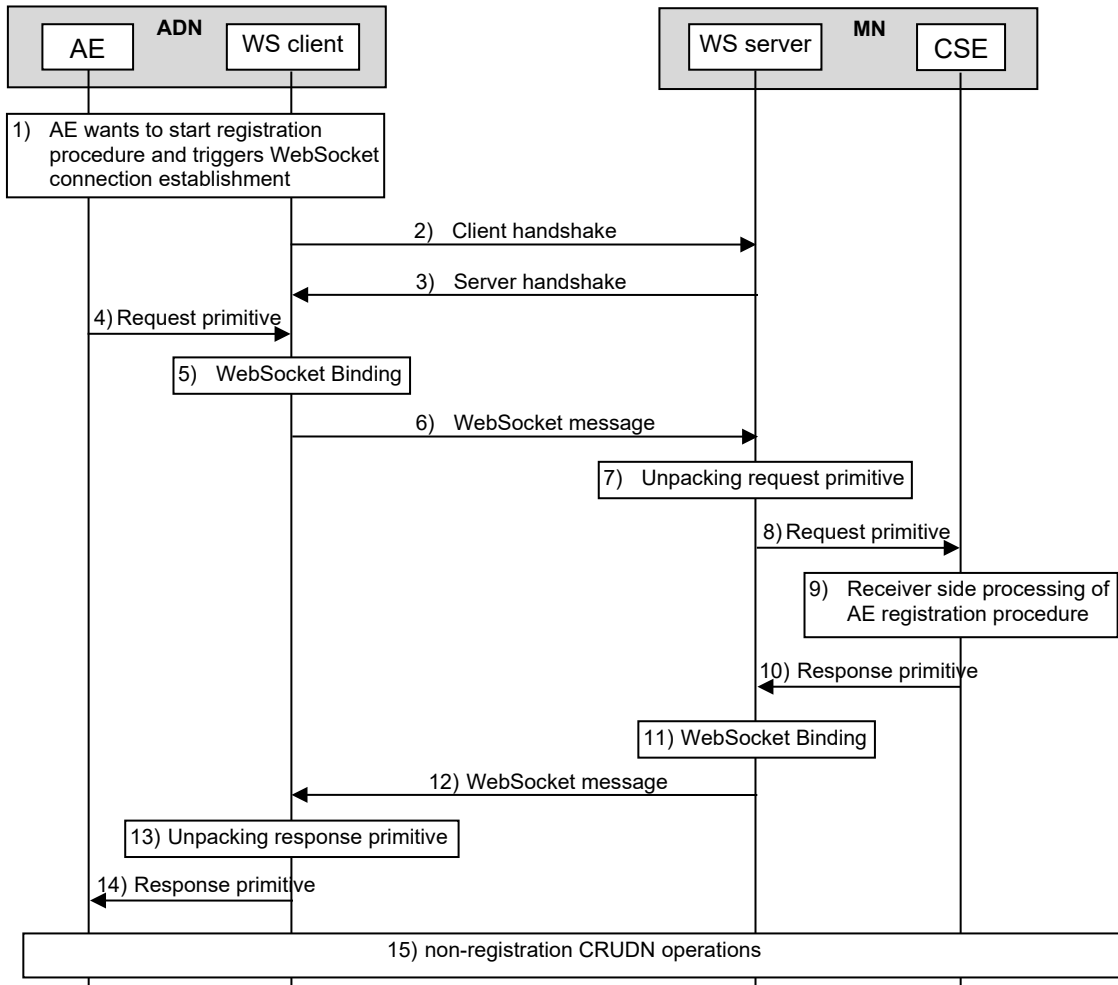 ADN
MN
AE
WS client
WS server
CSE
1) AE wants to start registration
procedure and triggers WebSocket
connection establishment
2) Client handshake
3) Server handshake
4) Request primitive
5) WebSocket Binding
6) WebSocket message
7) Unpacking request primitive
8) Request primitive
9) Receiver side processing of
AE registration procedure
10) Response primitive
11) WebSocket Binding
12) WebSocket message
13) Unpacking response primitive
14) Response primitive
15) non-registration CRUDN operations